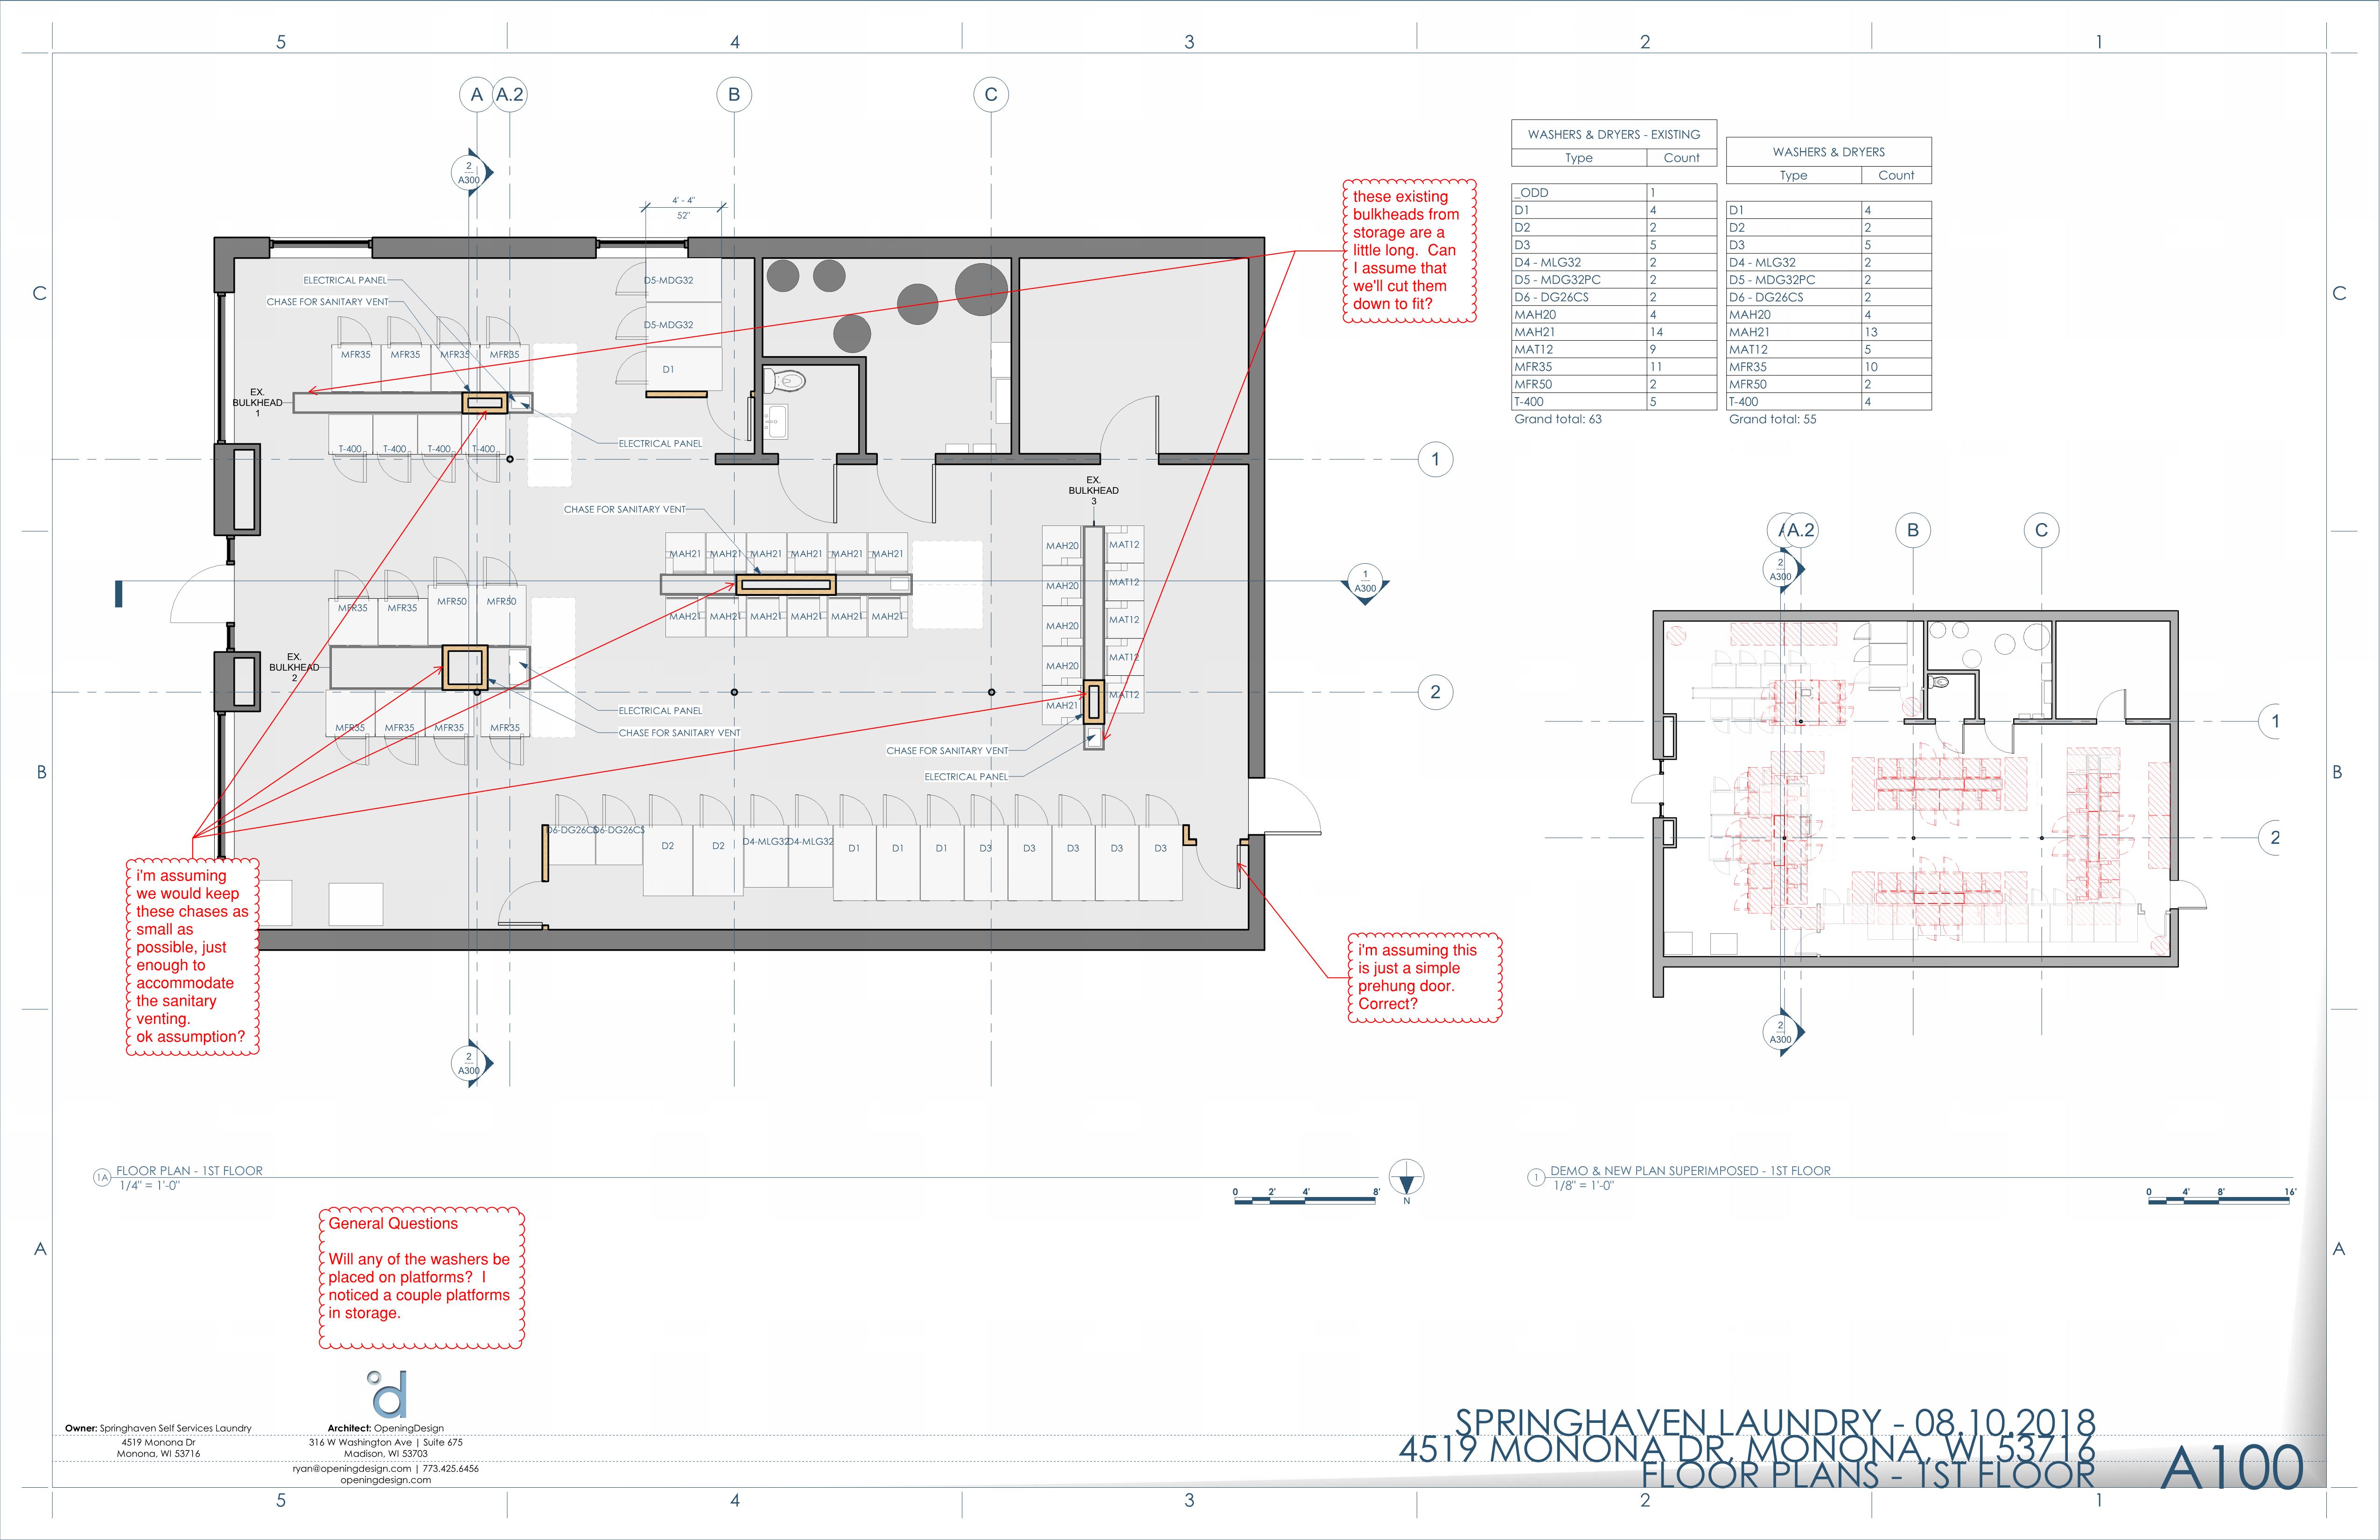 5
4
3
2
1
A
A.2
B
C
2
A300
4' - 4"
52"
these existing
bulkheads from
storage are a
little long. Can
I assume that
we'll cut them
down to fit?
WASHERS & DRYERS - EXISTING
Type Count
_ODD 1
D1 4
D2 2
D3 5
D4 - MLG32 2
D5 - MDG32PC 2
D6 - DG26CS 2
MAH20 4
MAH21 14
MAT12 9
MFR35 11
MFR50 2
T-400 5
Grand total: 63
WASHERS & DRYERS
Type Count
D1 4
D2 2
D3 5
D4 - MLG32 2
D5 - MDG32PC 2
D6 - DG26CS 2
MAH20 4
MAH21 13
MAT12 5
MFR35 10
MFR50 2
T-400 4
Grand total: 55
C
C
ELECTRICAL PANEL
CHASE FOR SANITARY VENT
D5-MDG32
D5-MDG32
D1
MFR35 MFR35 MFR35 MFR35
EX.
BULKHEAD
1
ELECTRICAL PANEL
T-400 T-400 T-400 T-400
1
EX.
BULKHEAD
3
CHASE FOR SANITARY VENT
MAH21 MAH21 MAH21 MAH21 MAH21 MAH21
MAH21 MAH21 MAH21 MAH21 MAH21 MAH21
MAH20
MAH20
MAH20
MAH20
MAH21
MAT12
MAT12
MAT12
MAT12
MAT12
1
A300
MFR35 MFR35 MFR50 MFR50
EX.
BULKHEAD
2
MFR35 MFR35 MFR35 MFR35
ELECTRICAL PANEL
CHASE FOR SANITARY VENT
2
CHASE FOR SANITARY VENT
ELECTRICAL PANEL
B
B
D6-DG26CS D6-DG26CS D2 D2 D4-MLG32 D4-MLG32 D1 D1 D1 D3 D3 D3 D3 D3
i'm assuming
we would keep
these chases as
small as
possible, just
enough to
accommodate
the sanitary
venting.
ok assumption?
i'm assuming this
is just a simple
prehung door.
Correct?
2
A300
A
A.2
B
C
2
A300
1
2
2
A300
1A
FLOOR PLAN - 1ST FLOOR
1/4" = 1'-0"
0 2' 4' 8'
N
1
DEMO & NEW PLAN SUPERIMPOSED - 1ST FLOOR
1/8" = 1'-0"
0 4' 8' 16'
General Questions
Will any of the washers be
placed on platforms? I
noticed a couple platforms
in storage.
A
A
d
Owner: Springhaven Self Services Laundry
4519 Monona Dr
Monona, WI 53716
Architect: OpeningDesign
316 W Washington Ave | Suite 675
Madison, WI 53703
ryan@openingdesign.com | 773.425.6456
openingdesign.com
SPRINGHAVEN LAUNDRY - 08.10.2018
4519 MONONA DR, MONONA, WI 53716
FLOOR PLANS - 1ST FLOOR
A100
5
4
3
2
1